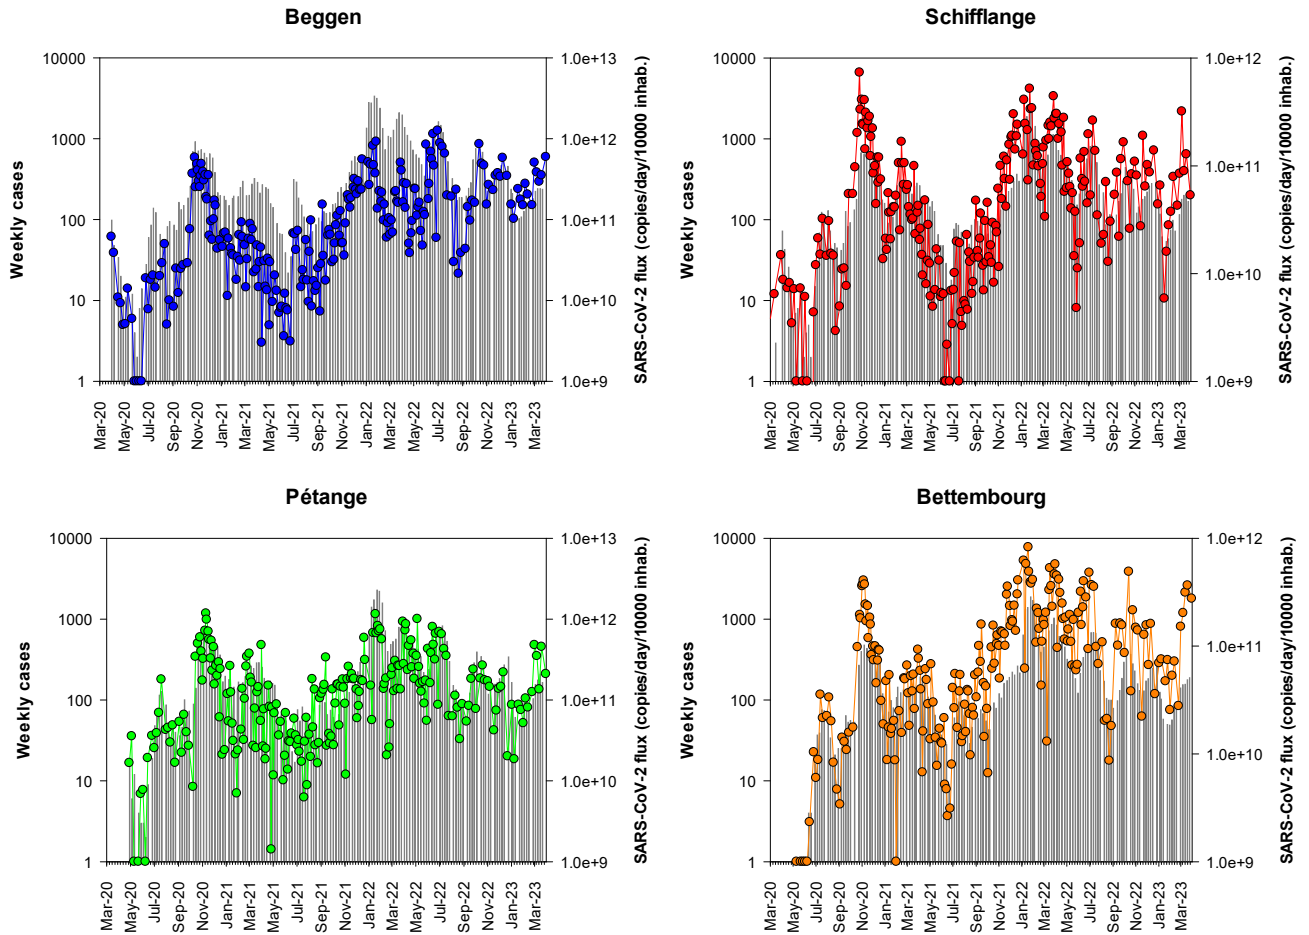 Beggen
10000
1000
100
10
1
Weekly cases
1.0e+13
1.0e+12
1.0e+11
1.0e+10
1.0e+9
SARS-CoV-2 flux (copies/day/10000 inhab.)
Mar-20
May-20
Jul-20
Sep-20
Nov-20
Jan-21
Mar-21
May-21
Jul-21
Sep-21
Nov-21
Jan-22
Mar-22
May-22
Jul-22
Sep-22
Nov-22
Jan-23
Mar-23
Schifflange
10000
1000
100
10
1
Weekly cases
1.0e+12
1.0e+11
1.0e+10
1.0e+9
SARS-CoV-2 flux (copies/day/10000 inhab.)
Mar-20
May-20
Jul-20
Sep-20
Nov-20
Jan-21
Mar-21
May-21
Jul-21
Sep-21
Nov-21
Jan-22
Mar-22
May-22
Jul-22
Sep-22
Nov-22
Jan-23
Mar-23
Pétange
10000
1000
100
10
1
Weekly cases
1.0e+13
1.0e+12
1.0e+11
1.0e+10
1.0e+9
SARS-CoV-2 flux (copies/day/10000 inhab.)
Mar-20
May-20
Jul-20
Sep-20
Nov-20
Jan-21
Mar-21
May-21
Jul-21
Sep-21
Nov-21
Jan-22
Mar-22
May-22
Jul-22
Sep-22
Nov-22
Jan-23
Mar-23
Bettembourg
10000
1000
100
10
1
Weekly cases
1.0e+12
1.0e+11
1.0e+10
1.0e+9
SARS-CoV-2 flux (copies/day/10000 inhab.)
Mar-20
May-20
Jul-20
Sep-20
Nov-20
Jan-21
Mar-21
May-21
Jul-21
Sep-21
Nov-21
Jan-22
Mar-22
May-22
Jul-22
Sep-22
Nov-22
Jan-23
Mar-23